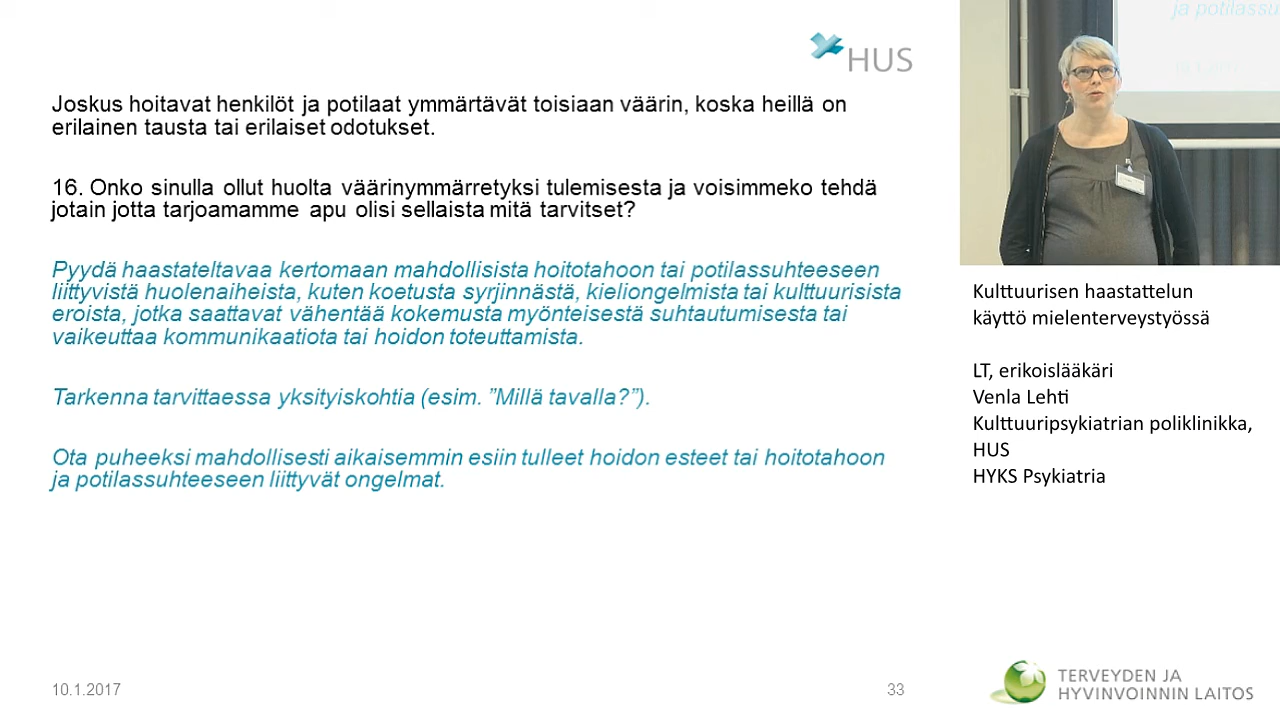 HUS
Joskus hoitavat henkilöt ja potilaat ymmärtävät toisiaan väärin, koska heillä on
erilainen tausta tai erilaiset odotukset.
16. Onko sinulla ollut huolta väärinymmärretyksi tulemisesta ja voisimmeko tehdä
jotain jotta tarjoamamme apu olisi sellaista mitä tarvitset?
Pyydä haastateltavaa kertomaan mahdollisista hoitotahoon tai potilassuhteeseen
liittyvistä huolenaiheista, kuten koetusta syrjinnästä, kieliongelmista tai kulttuurisista
eroista, jotka saattavat vähentää kokemusta myönteisestä suhtautumisesta tai
vaikeuttaa kommunikaatiota tai hoidon toteuttamista.
Tarkenna tarvittaessa yksityiskohtia (esim. ”Millä tavalla?”).
Ota puheeksi mahdollisesti aikaisemmin esiin tulleet hoidon esteet tai hoitotahoon
ja potilassuhteeseen liittyvät ongelmat.
10.1.2017
33
ja potilassu
Kulttuurisen haastattelun
käyttö mielenterveystyössä
LT, erikoislääkäri
Venla Lehti
Kulttuuripsykiatrian poliklinikka,
HUS
HYKS Psykiatria
TERVEYDEN JA
HYVINVOINNIN LAITOS